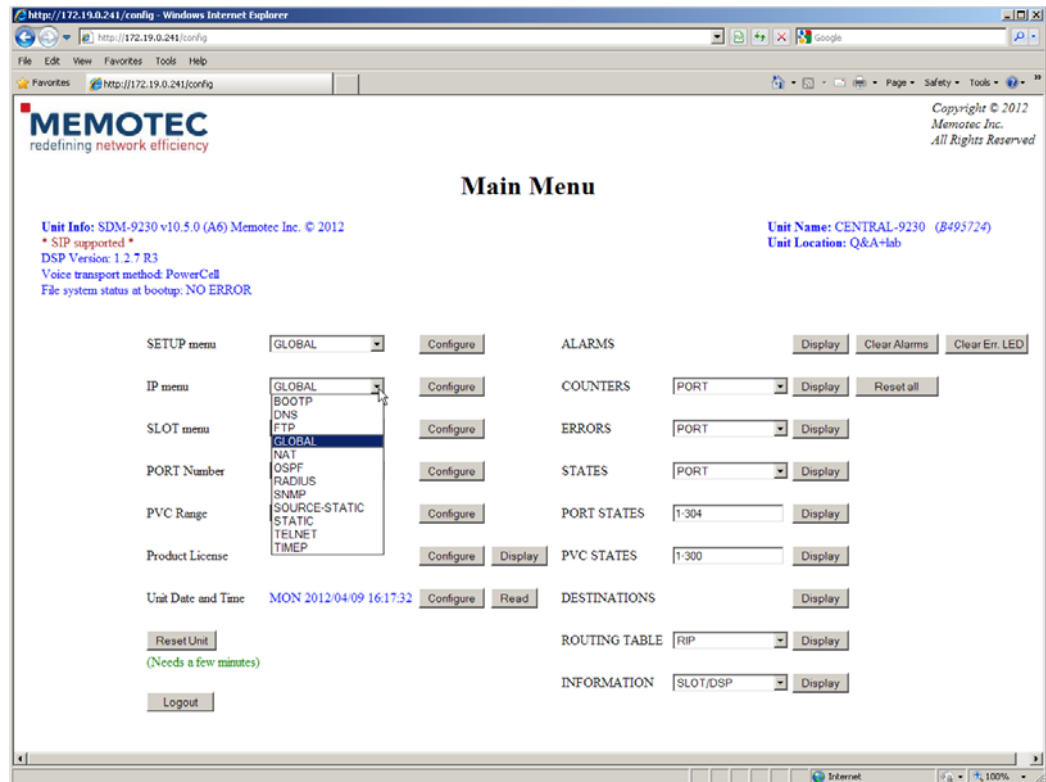 http://172.19.0.241/config - Windows Internet Explorer
http://172.19.0.241/config
Google
File Edit View Favorites Tools Help
Favorites http://172.19.0.241/config
Page Safety Tools
MEMOTEC
redefining network efficiency
Copyright © 2012
Memotec Inc.
All Rights Reserved
Main Menu
Unit Info: SDM-9230 v10.5.0 (A6) Memotec Inc. © 2012
* SIP supported *
DSP Version: 1.2.7 R3
Voice transport method: PowerCell
File system status at bootup: NO ERROR
Unit Name: CENTRAL-9230 (B495724)
Unit Location: Q&A+lab
SETUP menu GLOBAL Configure ALARMS Display Clear Alarms Clear Err. LED
IP menu GLOBAL Configure COUNTERS PORT Display Reset all
BOOTP
DNS
FTP
GLOBAL
NAT
OSPF
RADIUS
SNMP
SOURCE-STATIC
STATIC
TELNET
TIMEP
SLOT menu Configure ERRORS PORT Display
PORT Number Configure STATES PORT Display
PVC Range Configure PORT STATES 1-304 Display
Product License Configure Display PVC STATES 1-300 Display
Unit Date and Time MON 2012/04/09 16:17:32 Configure Read DESTINATIONS Display
Reset Unit ROUTING TABLE RIP Display
(Needs a few minutes)
INFORMATION SLOT/DSP Display
Logout
Internet 100%